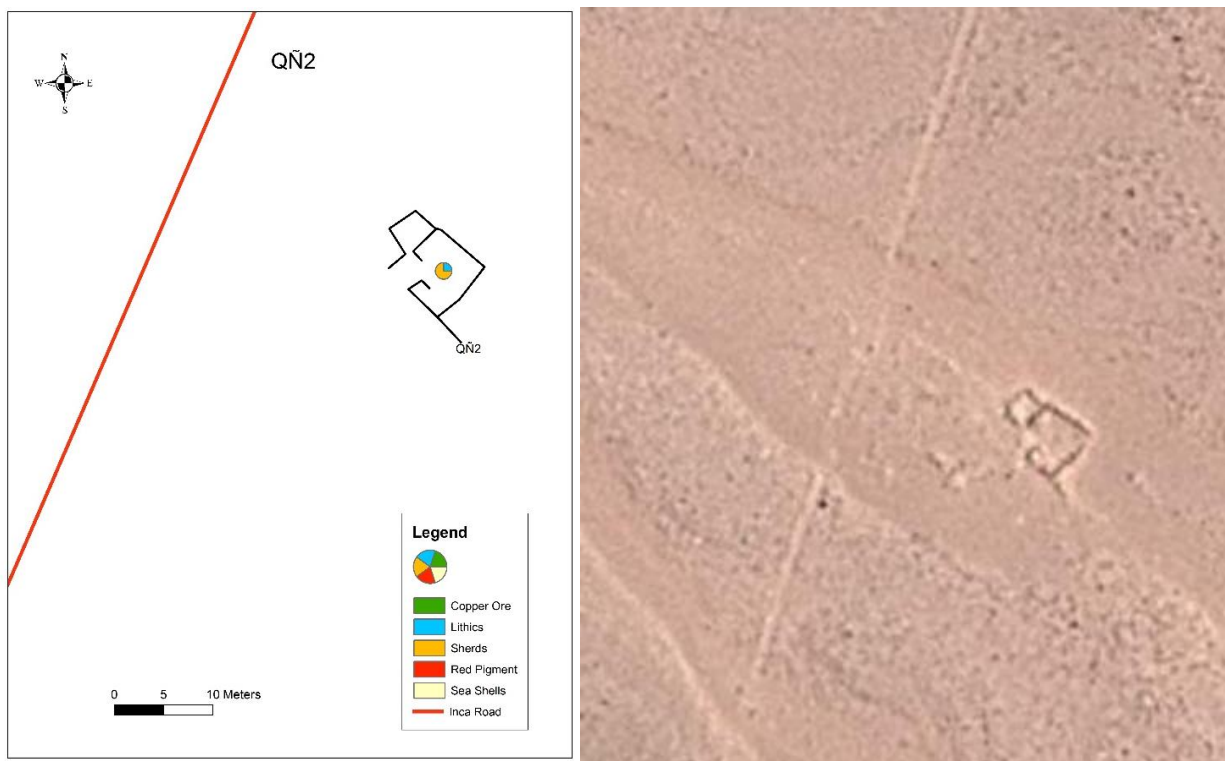 QÑ2
N
W E
S
QÑ2
Legend
Copper Ore
Lithics
Sherds
Red Pigment
Sea Shells
Inca Road
0 5 10 Meters